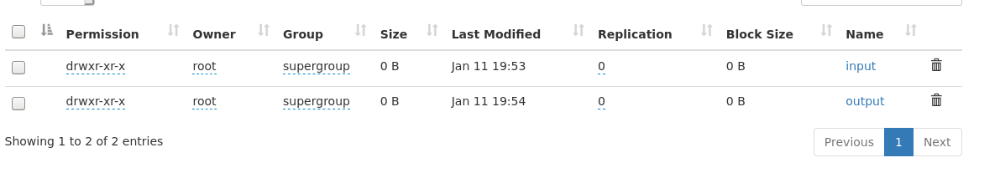 Permission Owner Group Size Last Modified Replication Block Size Name
drwxr-xr-x root supergroup 0 B Jan 11 19:53 0 0 B input
drwxr-xr-x root supergroup 0 B Jan 11 19:54 0 0 B output
Showing 1 to 2 of 2 entries Previous 1 Next